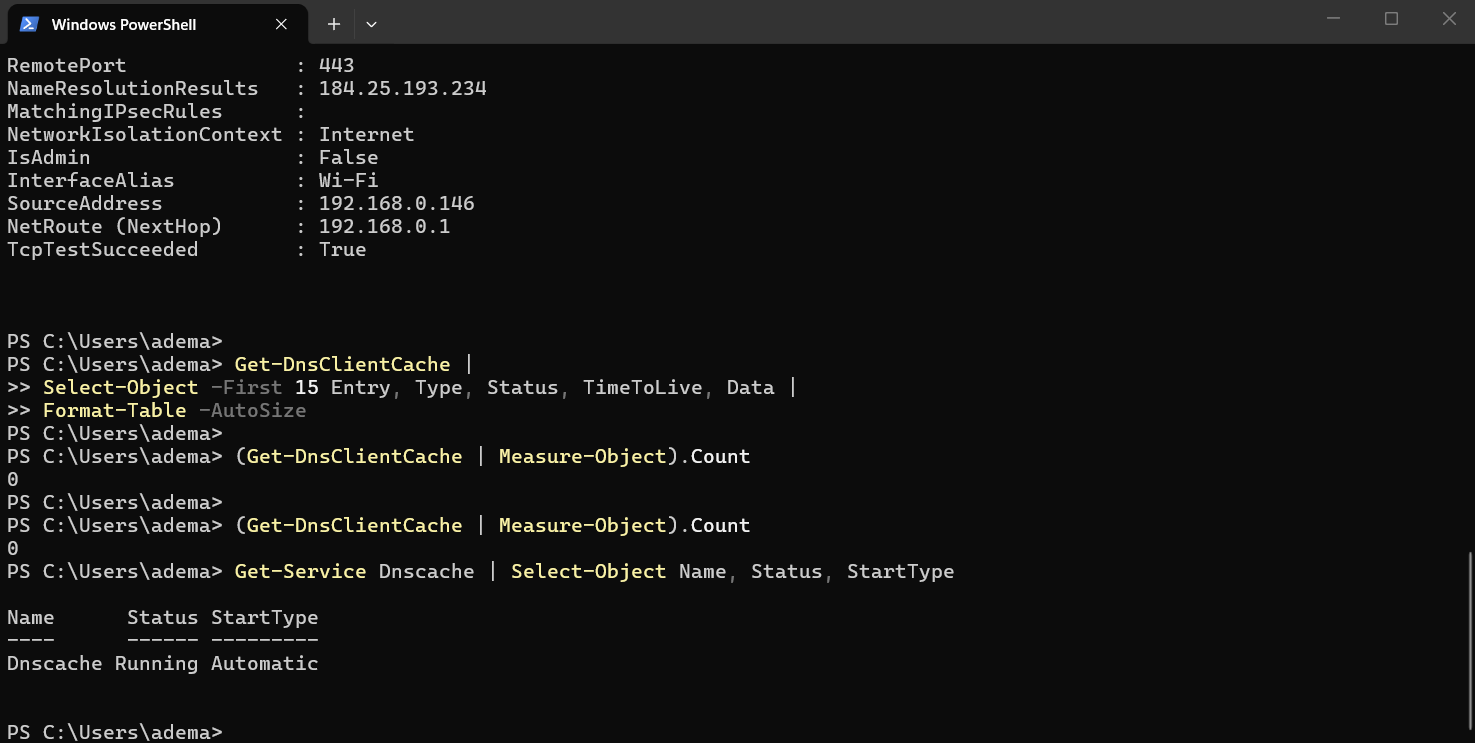 Windows PowerShell
RemotePort              : 443
NameResolutionResults   : 184.25.193.234
MatchingIPsecRules      :
NetworkIsolationContext : Internet
IsAdmin                 : False
InterfaceAlias          : Wi-Fi
SourceAddress           : 192.168.0.146
NetRoute (NextHop)      : 192.168.0.1
TcpTestSucceeded        : True
PS C:\Users\adema>
PS C:\Users\adema> Get-DnsClientCache |
>> Select-Object -First 15 Entry, Type, Status, TimeToLive, Data |
>> Format-Table -AutoSize
PS C:\Users\adema>
PS C:\Users\adema> (Get-DnsClientCache | Measure-Object).Count
0
PS C:\Users\adema>
PS C:\Users\adema> (Get-DnsClientCache | Measure-Object).Count
0
PS C:\Users\adema> Get-Service Dnscache | Select-Object Name, Status, StartType
Name      Status StartType
----      ------ ---------
Dnscache Running Automatic
PS C:\Users\adema>